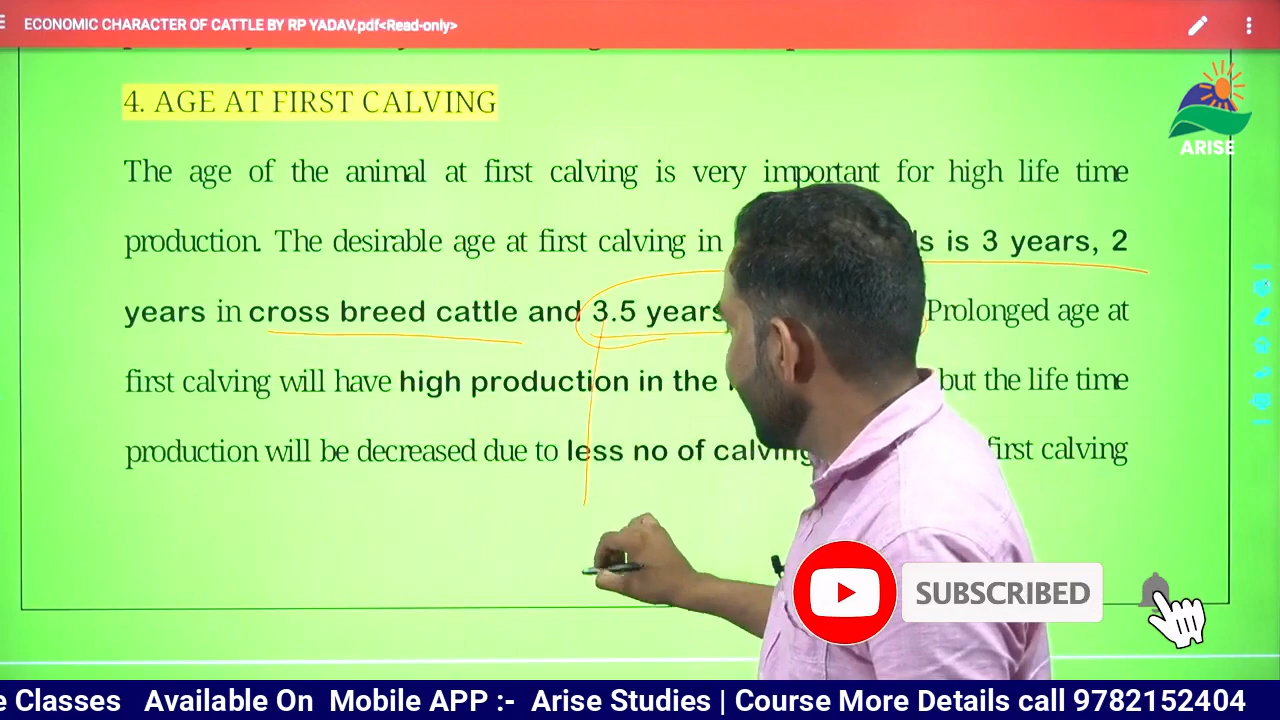 ECONOMIC CHARACTER OF CATTLE BY RP YADAV.pdf<Read-only>
4. AGE AT FIRST CALVING
ARISE
The age of the animal at first calving is very important for high life time
production. The desirable age at first calving in is 3 years, 2
years in cross breed cattle and 3.5 years Prolonged age at
first calving will have high production in the but the life time
production will be decreased due to less no of calving first calving
SUBSCRIBED
e Classes Available On Mobile APP :- Arise Studies | Course More Details call 9782152404